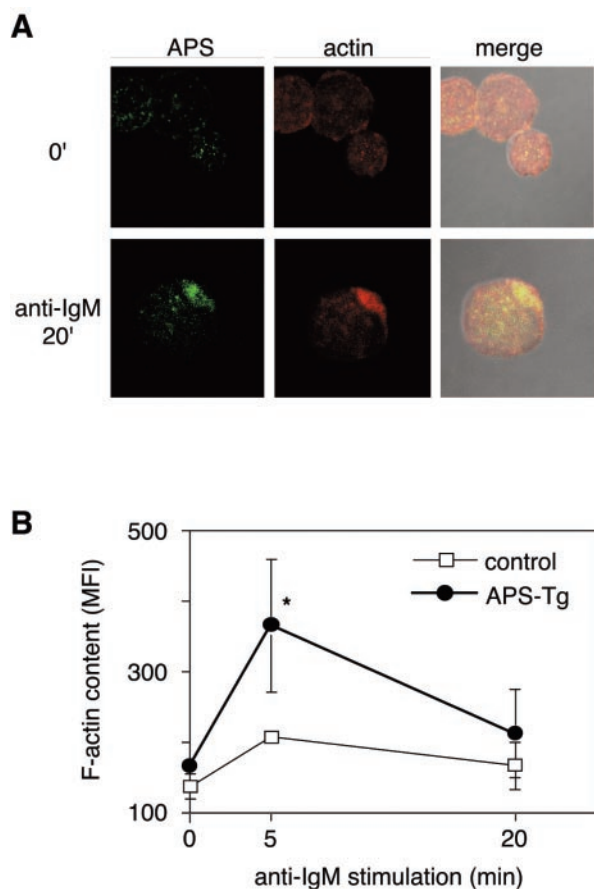 A
APS actin merge
0'
anti-IgM
20'
B
500
300
100
F-actin content (MFI)
control
APS-Tg
*
0 5 20
anti-IgM stimulation (min)